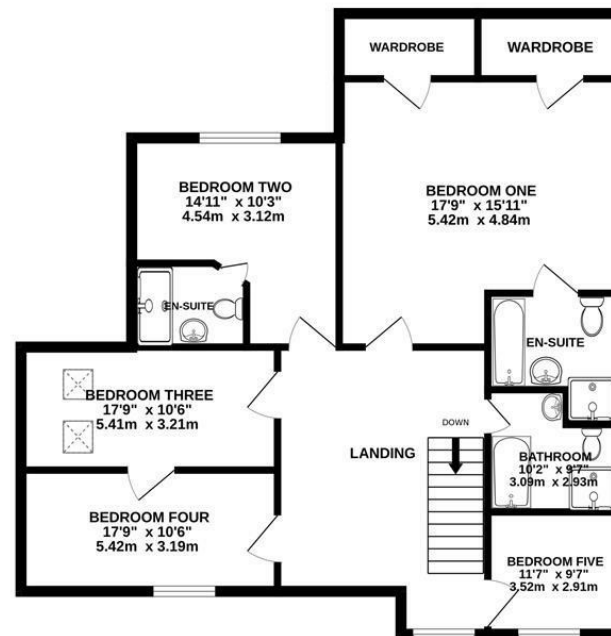 WARDROBE
WARDROBE
BEDROOM TWO
14'11" x 10'3"
4.54m x 3.12m
BEDROOM ONE
17'9" x 15'11"
5.42m x 4.84m
EN-SUITE
EN-SUITE
BEDROOM THREE
17'9" x 10'6"
5.41m x 3.21m
DOWN
LANDING
BATHROOM
10'2" x 9'7"
3.09m x 2.93m
BEDROOM FOUR
17'9" x 10'6"
5.42m x 3.19m
BEDROOM FIVE
11'7" x 9'7"
3.52m x 2.91m